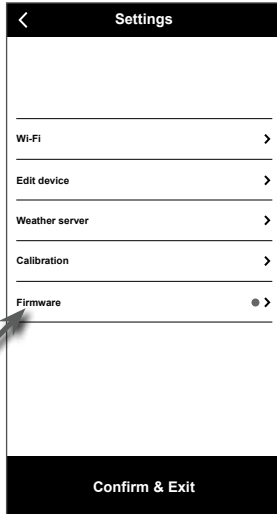 Settings
Wi-Fi
Edit device
Weather server
Calibration
Firmware
Confirm & Exit